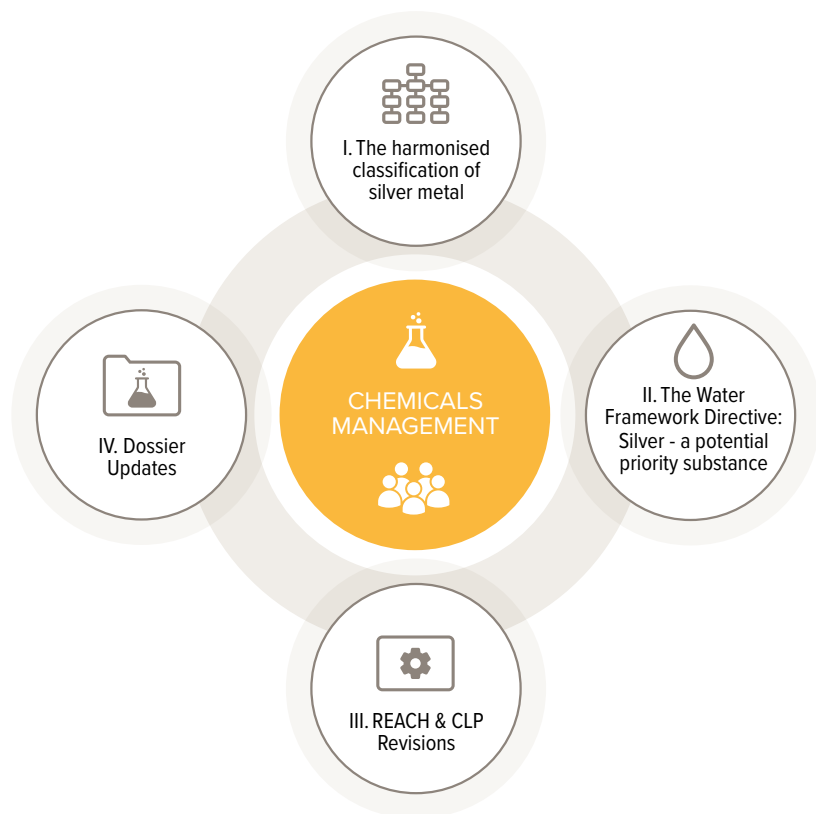 I. The harmonised
classification of
silver metal
CHEMICALS
MANAGEMENT
II. The Water
Framework Directive:
Silver - a potential
priority substance
III. REACH & CLP
Revisions
IV. Dossier
Updates